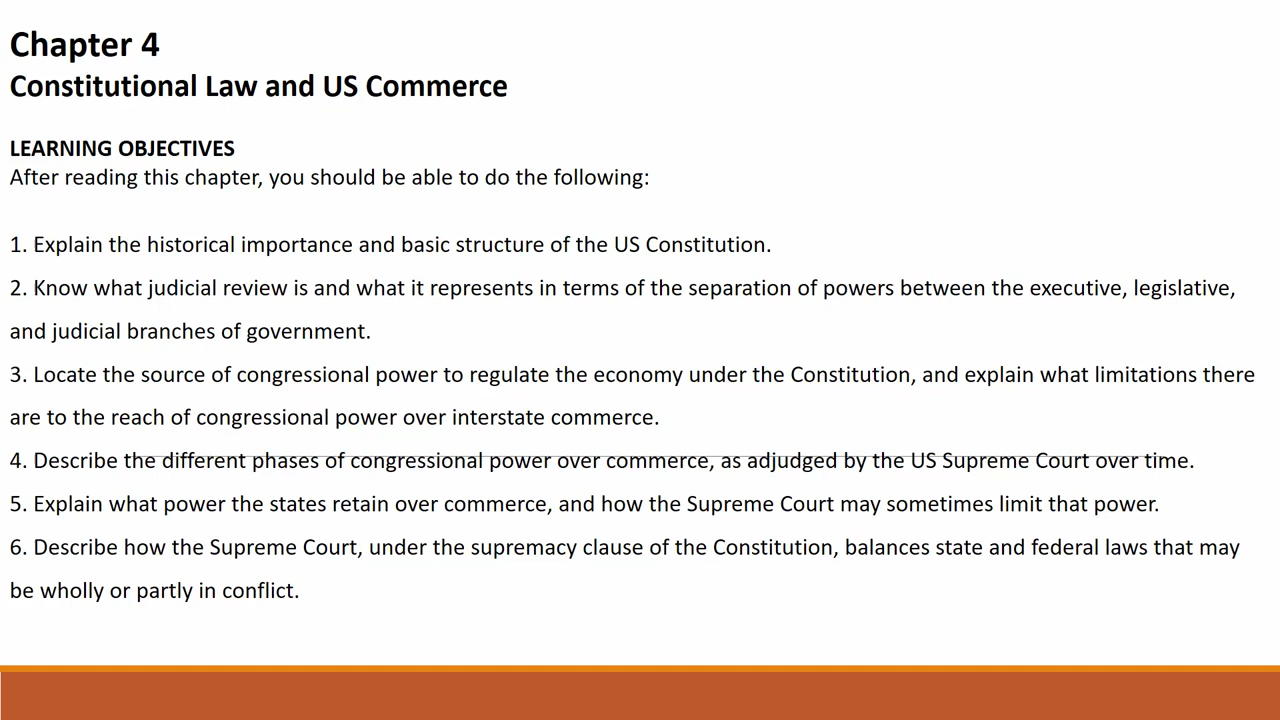 Chapter 4
Constitutional Law and US Commerce
LEARNING OBJECTIVES
After reading this chapter, you should be able to do the following:
1. Explain the historical importance and basic structure of the US Constitution.
2. Know what judicial review is and what it represents in terms of the separation of powers between the executive, legislative,
and judicial branches of government.
3. Locate the source of congressional power to regulate the economy under the Constitution, and explain what limitations there
are to the reach of congressional power over interstate commerce.
4. Describe the different phases of congressional power over commerce, as adjudged by the US Supreme Court over time.
5. Explain what power the states retain over commerce, and how the Supreme Court may sometimes limit that power.
6. Describe how the Supreme Court, under the supremacy clause of the Constitution, balances state and federal laws that may
be wholly or partly in conflict.